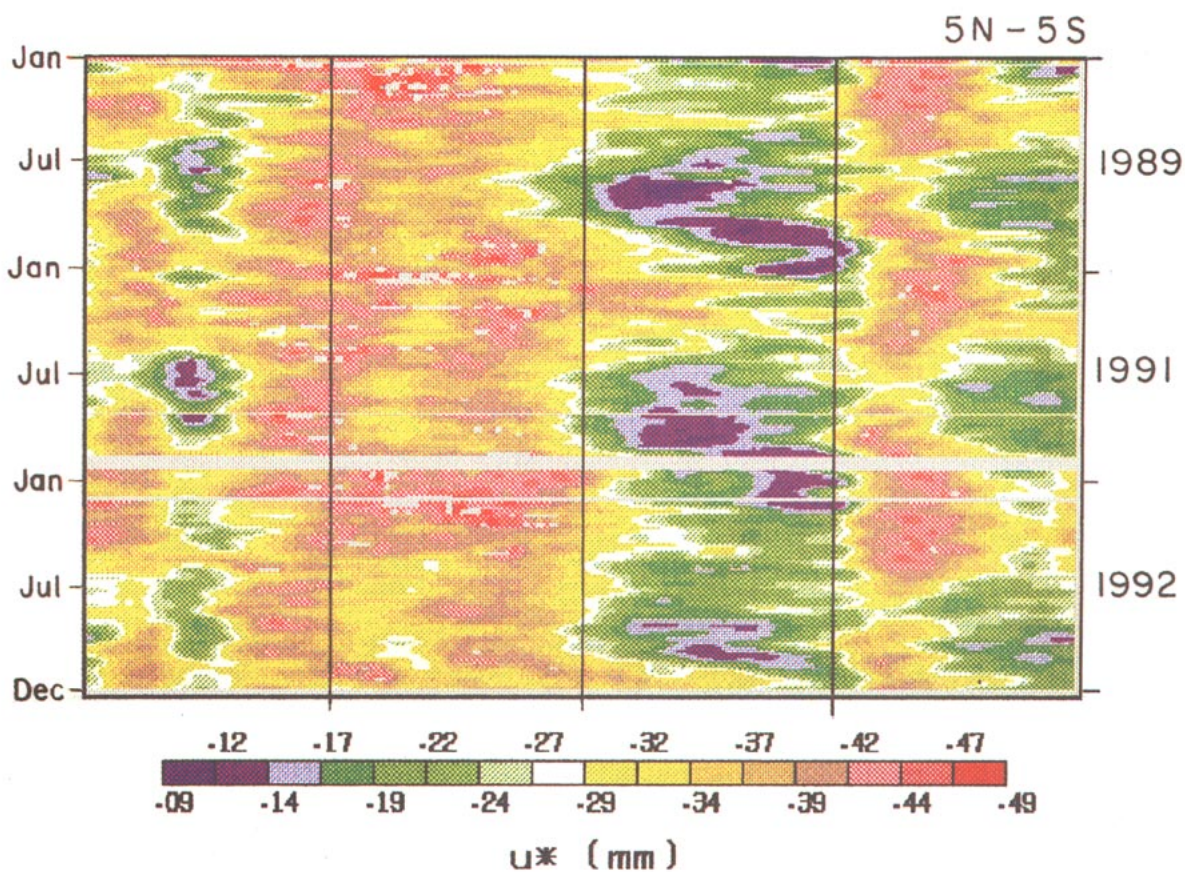 5N-5S
Jan
Jul
1989
Jan
Jul
1991
Jan
Jul
1992
Dec
.12 .17 .22 .27 .32 .37 .42 .47
.09 .14 .19 .24 .29 .34 .39 .44 .49
u* (mm)